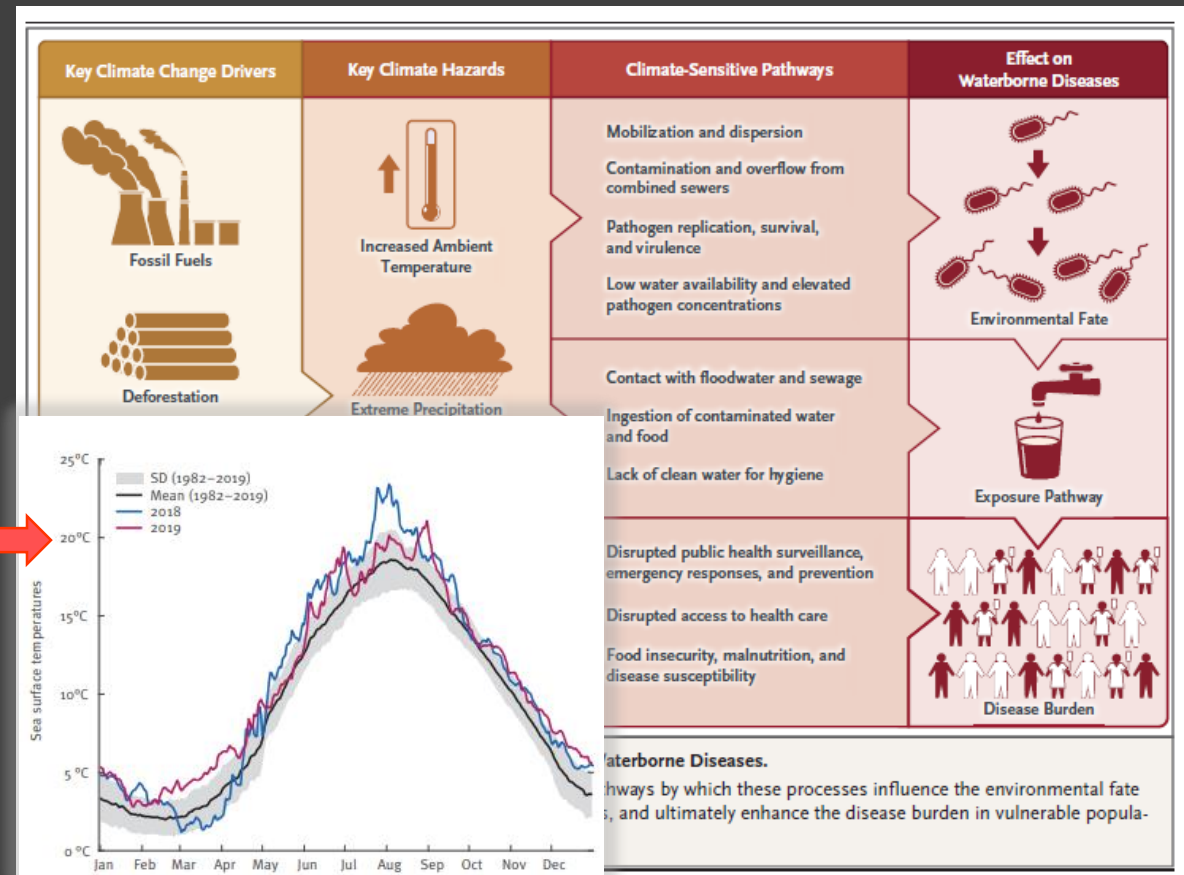 Key Climate Change Drivers
Key Climate Hazards
Climate-Sensitive Pathways
Effect on
Waterborne Diseases
Fossil Fuels
Deforestation
Increased Ambient
Temperature
Extreme Precipitation
Mobilization and dispersion
Contamination and overflow from
combined sewers
Pathogen replication, survival,
and virulence
Low water availability and elevated
pathogen concentrations
Environmental Fate
Contact with floodwater and sewage
Ingestion of contaminated water
and food
Lack of clean water for hygiene
Exposure Pathway
Disrupted public health surveillance,
emergency responses, and prevention
Disrupted access to health care
Food insecurity, malnutrition, and
disease susceptibility
Disease Burden
Waterborne Diseases.
by which these processes influence the environmental fate
, and ultimately enhance the disease burden in vulnerable popula-
25°C
20°C
15°C
10°C
5°C
0°C
Sea surface temperatures
SD (1982–2019)
Mean (1982–2019)
2018
2019
Jan Feb Mar Apr May Jun Jul Aug Sep Oct Nov Dec